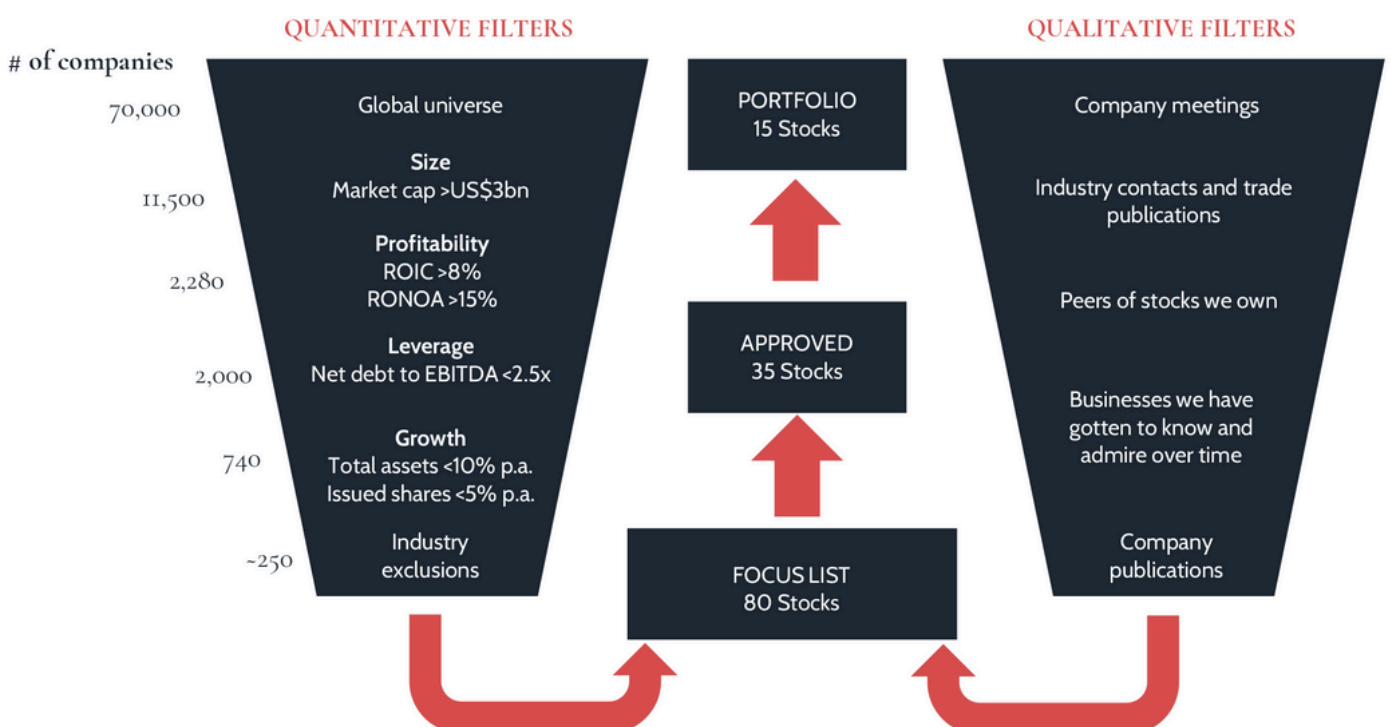 QUANTITATIVE FILTERS
# of companies
70,000
Global universe
Size
Market cap >US$3bn
11,500
Profitability
ROIC >8%
RONOA >15%
2,280
Leverage
Net debt to EBITDA <2.5x
2,000
Growth
Total assets <10% p.a.
Issued shares <5% p.a.
740
Industry
exclusions
~250
PORTFOLIO
15 Stocks
APPROVED
35 Stocks
FOCUS LIST
80 Stocks
QUALITATIVE FILTERS
Company meetings
Industry contacts and trade
publications
Peers of stocks we own
Businesses we have
gotten to know and
admire over time
Company
publications